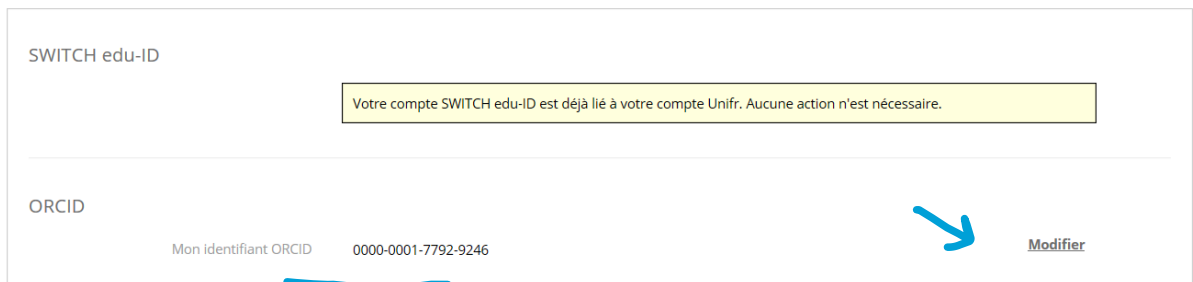 SWITCH edu-ID
Votre compte SWITCH edu-ID est déjà lié à votre compte Unifr. Aucune action n'est nécessaire.
ORCID
Mon identifiant ORCID 0000-0001-7792-9246 Modifier